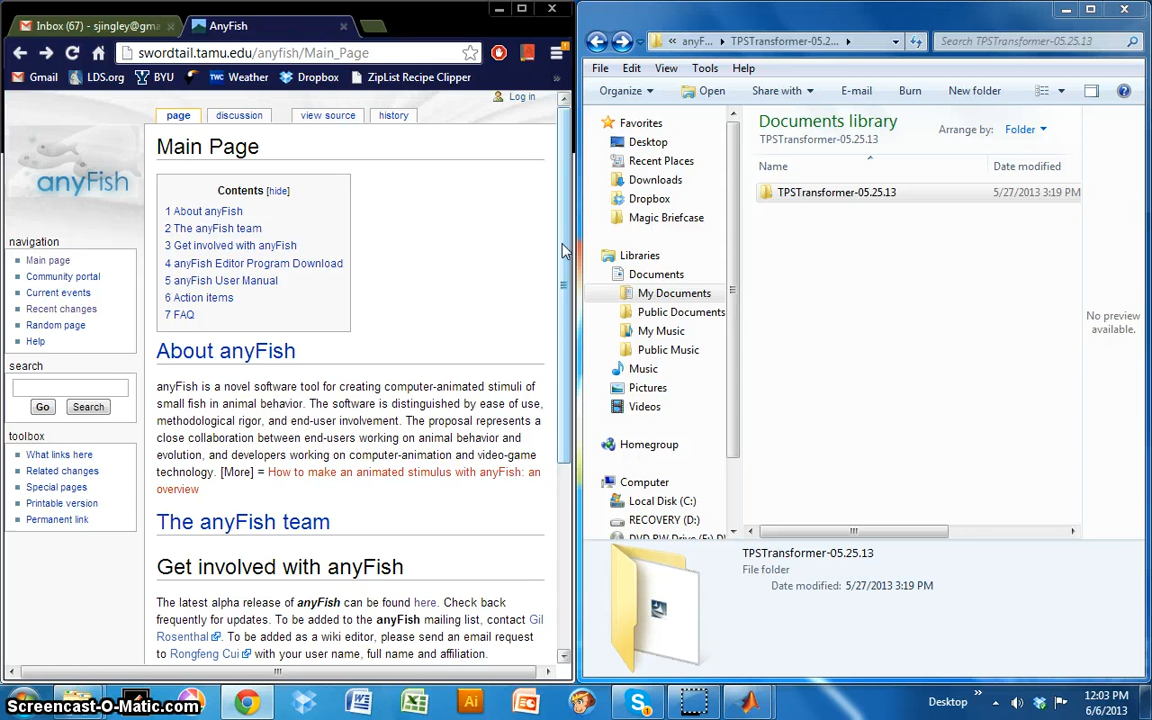 Inbox (67) - sjingley@gma
AnyFish
swordtail.tamu.edu/anyfish/Main_Page
Gmail LDS.org BYU TWC Weather Dropbox ZipList Recipe Clipper »
Log in
page discussion view source history
anyFish
navigation
Main page
Community portal
Current events
Recent changes
Random page
Help
search
Go Search
toolbox
What links here
Related changes
Special pages
Printable version
Permanent link
Main Page
Contents [hide]
1 About anyFish
2 The anyFish team
3 Get involved with anyFish
4 anyFish Editor Program Download
5 anyFish User Manual
6 Action items
7 FAQ
About anyFish
anyFish is a novel software tool for creating computer-animated stimuli of
small fish in animal behavior. The software is distinguished by ease of use,
methodological rigor, and end-user involvement. The proposal represents a
close collaboration between end-users working on animal behavior and
evolution, and developers working on computer-animation and video-game
technology. [More] = How to make an animated stimulus with anyFish: an
overview
The anyFish team
Get involved with anyFish
The latest alpha release of anyFish can be found here. Check back
frequently for updates. To be added to the anyFish mailing list, contact Gil
Rosenthal. To be added as a wiki editor, please send an email request
to Rongfeng Cui with your user name, full name and affiliation.
« anyF... TPSTransformer-05.2...
Search TPSTransformer-05.25.13
File Edit View Tools Help
Organize Open Share with E-mail Burn New folder
Favorites
Desktop
Recent Places
Downloads
Dropbox
Magic Briefcase
Libraries
Documents
My Documents
Public Documents
My Music
Public Music
Music
Pictures
Videos
Homegroup
Computer
Local Disk (C:)
RECOVERY (D:)
DVD RW Drive (E:) D
Documents library
TPSTransformer-05.25.13
Arrange by: Folder
Name Date modified
TPSTransformer-05.25.13 5/27/2013 3:19 PM
No preview
available.
TPSTransformer-05.25.13
File folder
Date modified: 5/27/2013 3:19 PM
Screencast-O-Matic.com
Desktop »
12:03 PM
6/6/2013